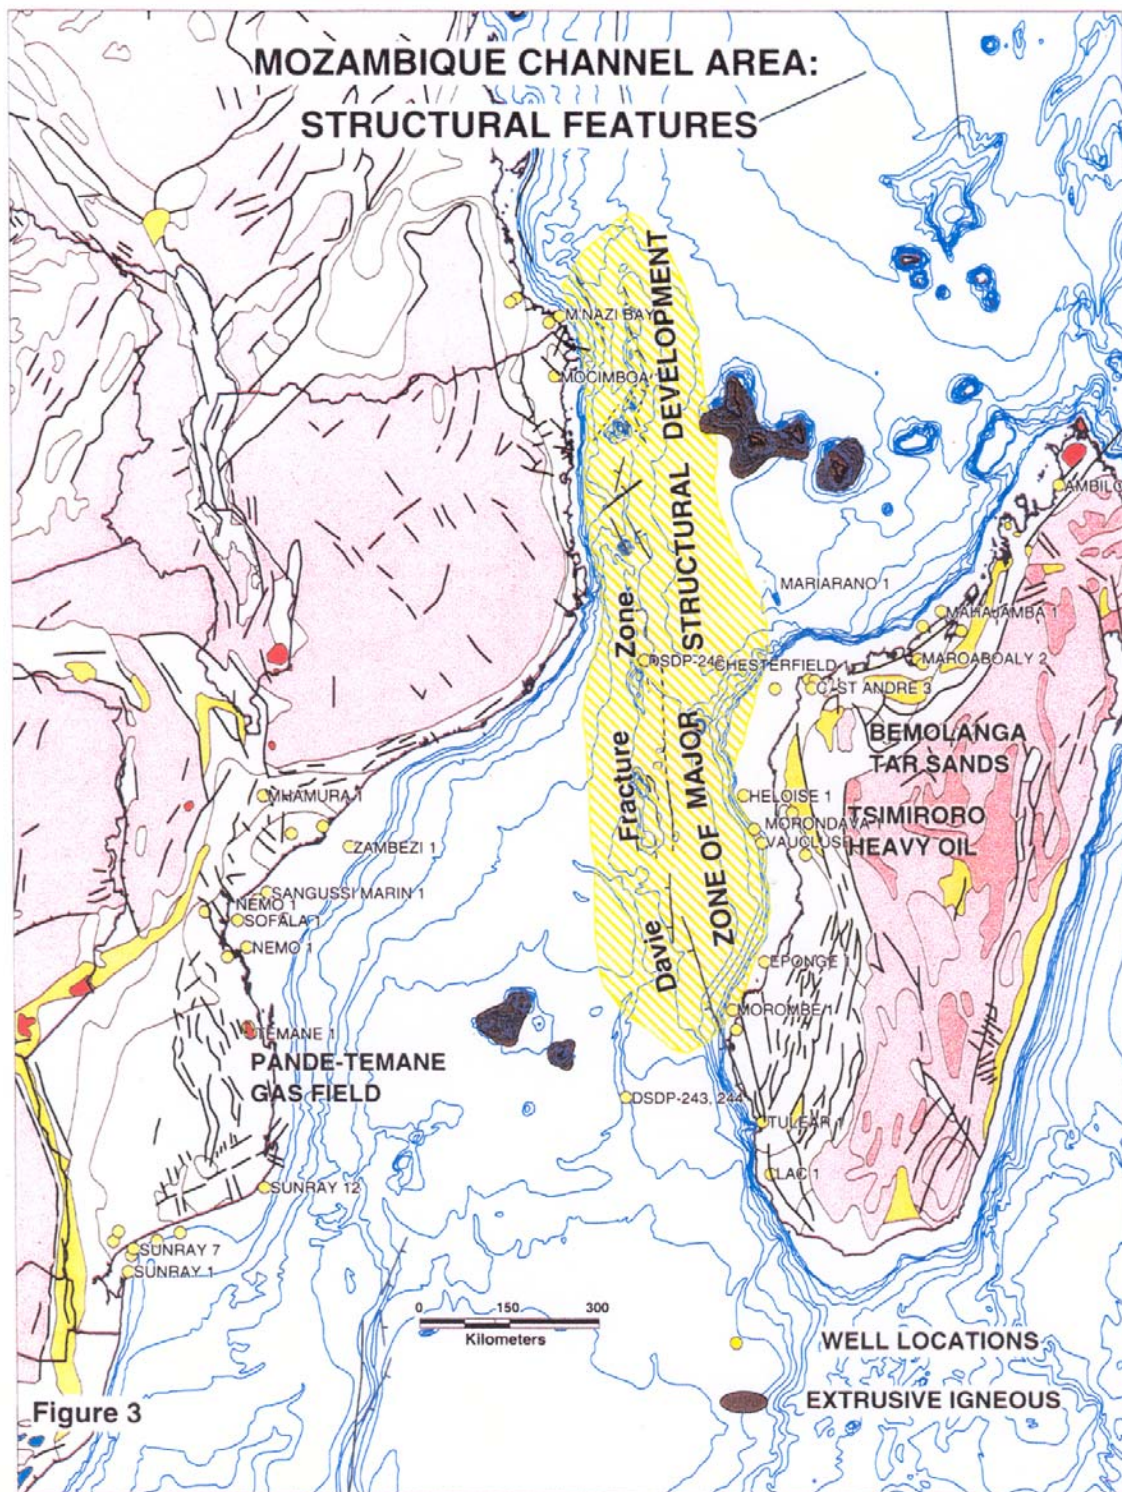 MOZAMBIQUE CHANNEL AREA:
STRUCTURAL FEATURES
M'NAZI BAY
MOCIMBOA
ZONE OF MAJOR STRUCTURAL DEVELOPMENT
Davie Fracture Zone
AMBILO
MARIARANO 1
MAHAJAMBA 1
DSDP-246
CHESTERFIELD 1
MAROABOALY 2
C. ST ANDRE 3
BEMOLANGA
TAR SANDS
MHAMURA 1
HELOISE 1
TSIMIRORO
HEAVY OIL
MORONDAVA 1
VAUCLUSE
ZAMBEZI 1
SANGUSSI MARIN 1
NEMO 1
SOFALA 1
NEMO 1
EPONGE 1
MOROMBE 1
TEMANE 1
PANDE-TEMANE
GAS FIELD
DSDP-243, 244
TULEAR 1
LAC 1
SUNRAY 12
SUNRAY 7
SUNRAY 1
0 150 300
Kilometers
WELL LOCATIONS
EXTRUSIVE IGNEOUS
Figure 3